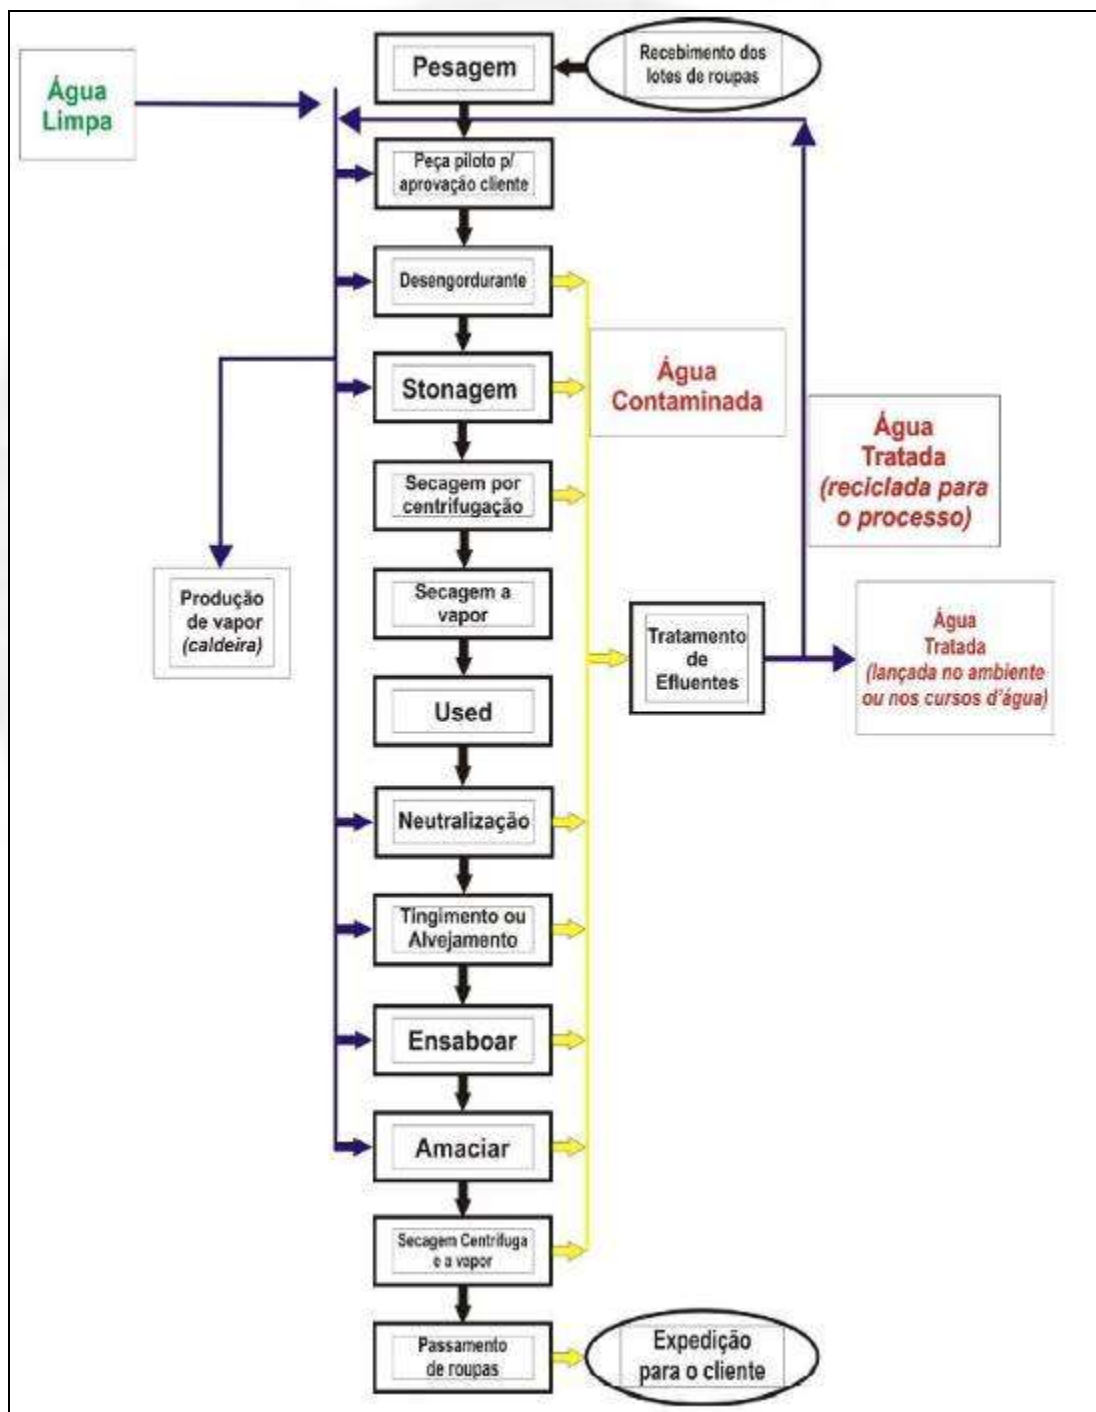 Recebimento dos
lotes de roupas
Pesagem
Água
Limpa
Peça piloto p/
aprovação cliente
Desengordurante
Stonagem
Água
Contaminada
Água
Tratada
(reciclada para
o processo)
Secagem por
centrifugação
Produção
de vapor
(caldeira)
Secagem a
vapor
Tratamento
de
Efluentes
Água
Tratada
(lançada no ambiente
ou nos cursos d'água)
Used
Neutralização
Tingimento ou
Alvejamento
Ensaboar
Amaciar
Secagem Centrífuga
e a vapor
Passamento
de roupas
Expedição
para o cliente